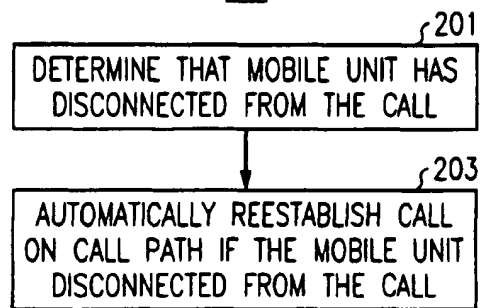 201
DETERMINE THAT MOBILE UNIT HAS
DISCONNECTED FROM THE CALL
203
AUTOMATICALLY REESTABLISH CALL
ON CALL PATH IF THE MOBILE UNIT
DISCONNECTED FROM THE CALL